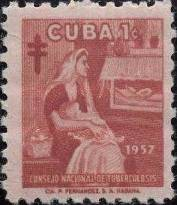 CUBA 1c
1957
CONSEJO NACIONAL DE TUBERCULOSIS
CIA. P. FERNANDEZ, S. A. HABANA.